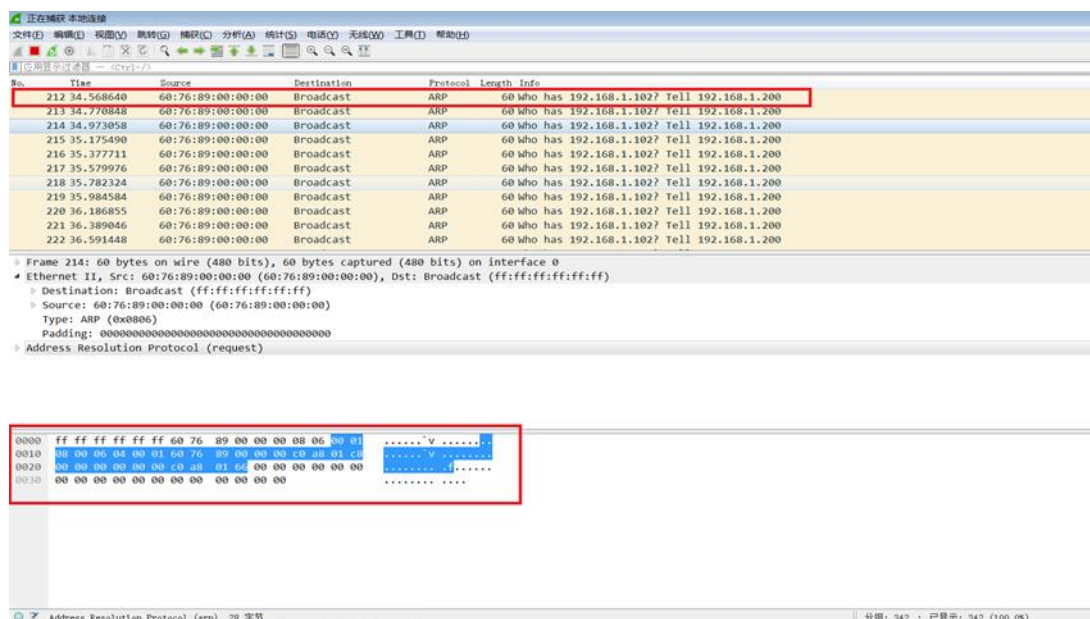 正在捕获 本地连接
文件(F) 编辑(E) 视图(V) 跳转(G) 捕获(C) 分析(A) 统计(S) 电话(Y) 无线(W) 工具(T) 帮助(H)
应用显示过滤器 … <Ctrl-/>
No. Time Source Destination Protocol Length Info
212 34.568640 60:76:89:00:00:00 Broadcast ARP 60 Who has 192.168.1.102? Tell 192.168.1.200
213 34.770848 60:76:89:00:00:00 Broadcast ARP 60 Who has 192.168.1.102? Tell 192.168.1.200
214 34.973058 60:76:89:00:00:00 Broadcast ARP 60 Who has 192.168.1.102? Tell 192.168.1.200
215 35.175490 60:76:89:00:00:00 Broadcast ARP 60 Who has 192.168.1.102? Tell 192.168.1.200
216 35.377711 60:76:89:00:00:00 Broadcast ARP 60 Who has 192.168.1.102? Tell 192.168.1.200
217 35.579976 60:76:89:00:00:00 Broadcast ARP 60 Who has 192.168.1.102? Tell 192.168.1.200
218 35.782324 60:76:89:00:00:00 Broadcast ARP 60 Who has 192.168.1.102? Tell 192.168.1.200
219 35.984584 60:76:89:00:00:00 Broadcast ARP 60 Who has 192.168.1.102? Tell 192.168.1.200
220 36.186855 60:76:89:00:00:00 Broadcast ARP 60 Who has 192.168.1.102? Tell 192.168.1.200
221 36.389046 60:76:89:00:00:00 Broadcast ARP 60 Who has 192.168.1.102? Tell 192.168.1.200
222 36.591448 60:76:89:00:00:00 Broadcast ARP 60 Who has 192.168.1.102? Tell 192.168.1.200
Frame 214: 60 bytes on wire (480 bits), 60 bytes captured (480 bits) on interface 0
Ethernet II, Src: 60:76:89:00:00:00 (60:76:89:00:00:00), Dst: Broadcast (ff:ff:ff:ff:ff:ff)
Destination: Broadcast (ff:ff:ff:ff:ff:ff)
Source: 60:76:89:00:00:00 (60:76:89:00:00:00)
Type: ARP (0x0806)
Padding: 000000000000000000000000000000000000
Address Resolution Protocol (request)
0000 ff ff ff ff ff ff 60 76 89 00 00 00 08 06 00 01 ......`v ........
0010 08 00 06 04 00 01 60 76 89 00 00 00 c0 a8 01 c8 ......`v ........
0020 00 00 00 00 00 00 c0 a8 01 66 00 00 00 00 00 00 ........ .f......
0030 00 00 00 00 00 00 00 00 00 00 00 00 ........ ....
Address Resolution Protocol (arp), 28 字节
分组: 342 · 已显示: 342 (100.0%)